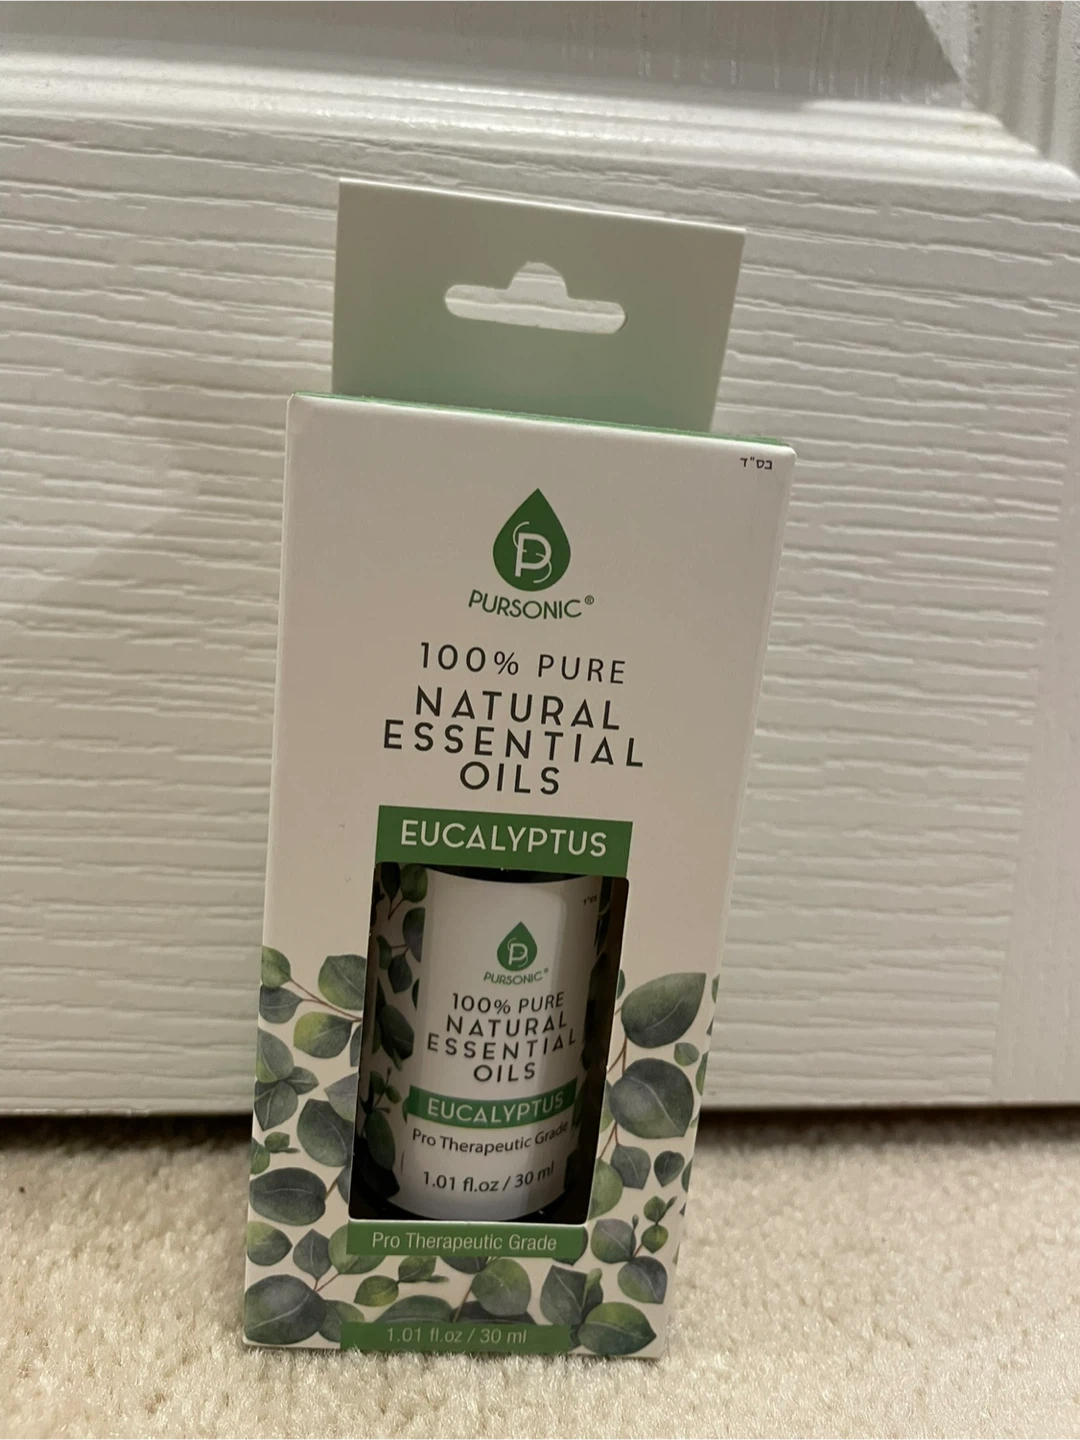 בס"ד
PURSONIC®
100% PURE
NATURAL
ESSENTIAL
OILS
EUCALYPTUS
PURSONIC®
100% PURE
NATURAL
ESSENTIAL
OILS
EUCALYPTUS
Pro Therapeutic Grade
1.01 fl.oz / 30 ml
Pro Therapeutic Grade
1.01 fl.oz / 30 ml